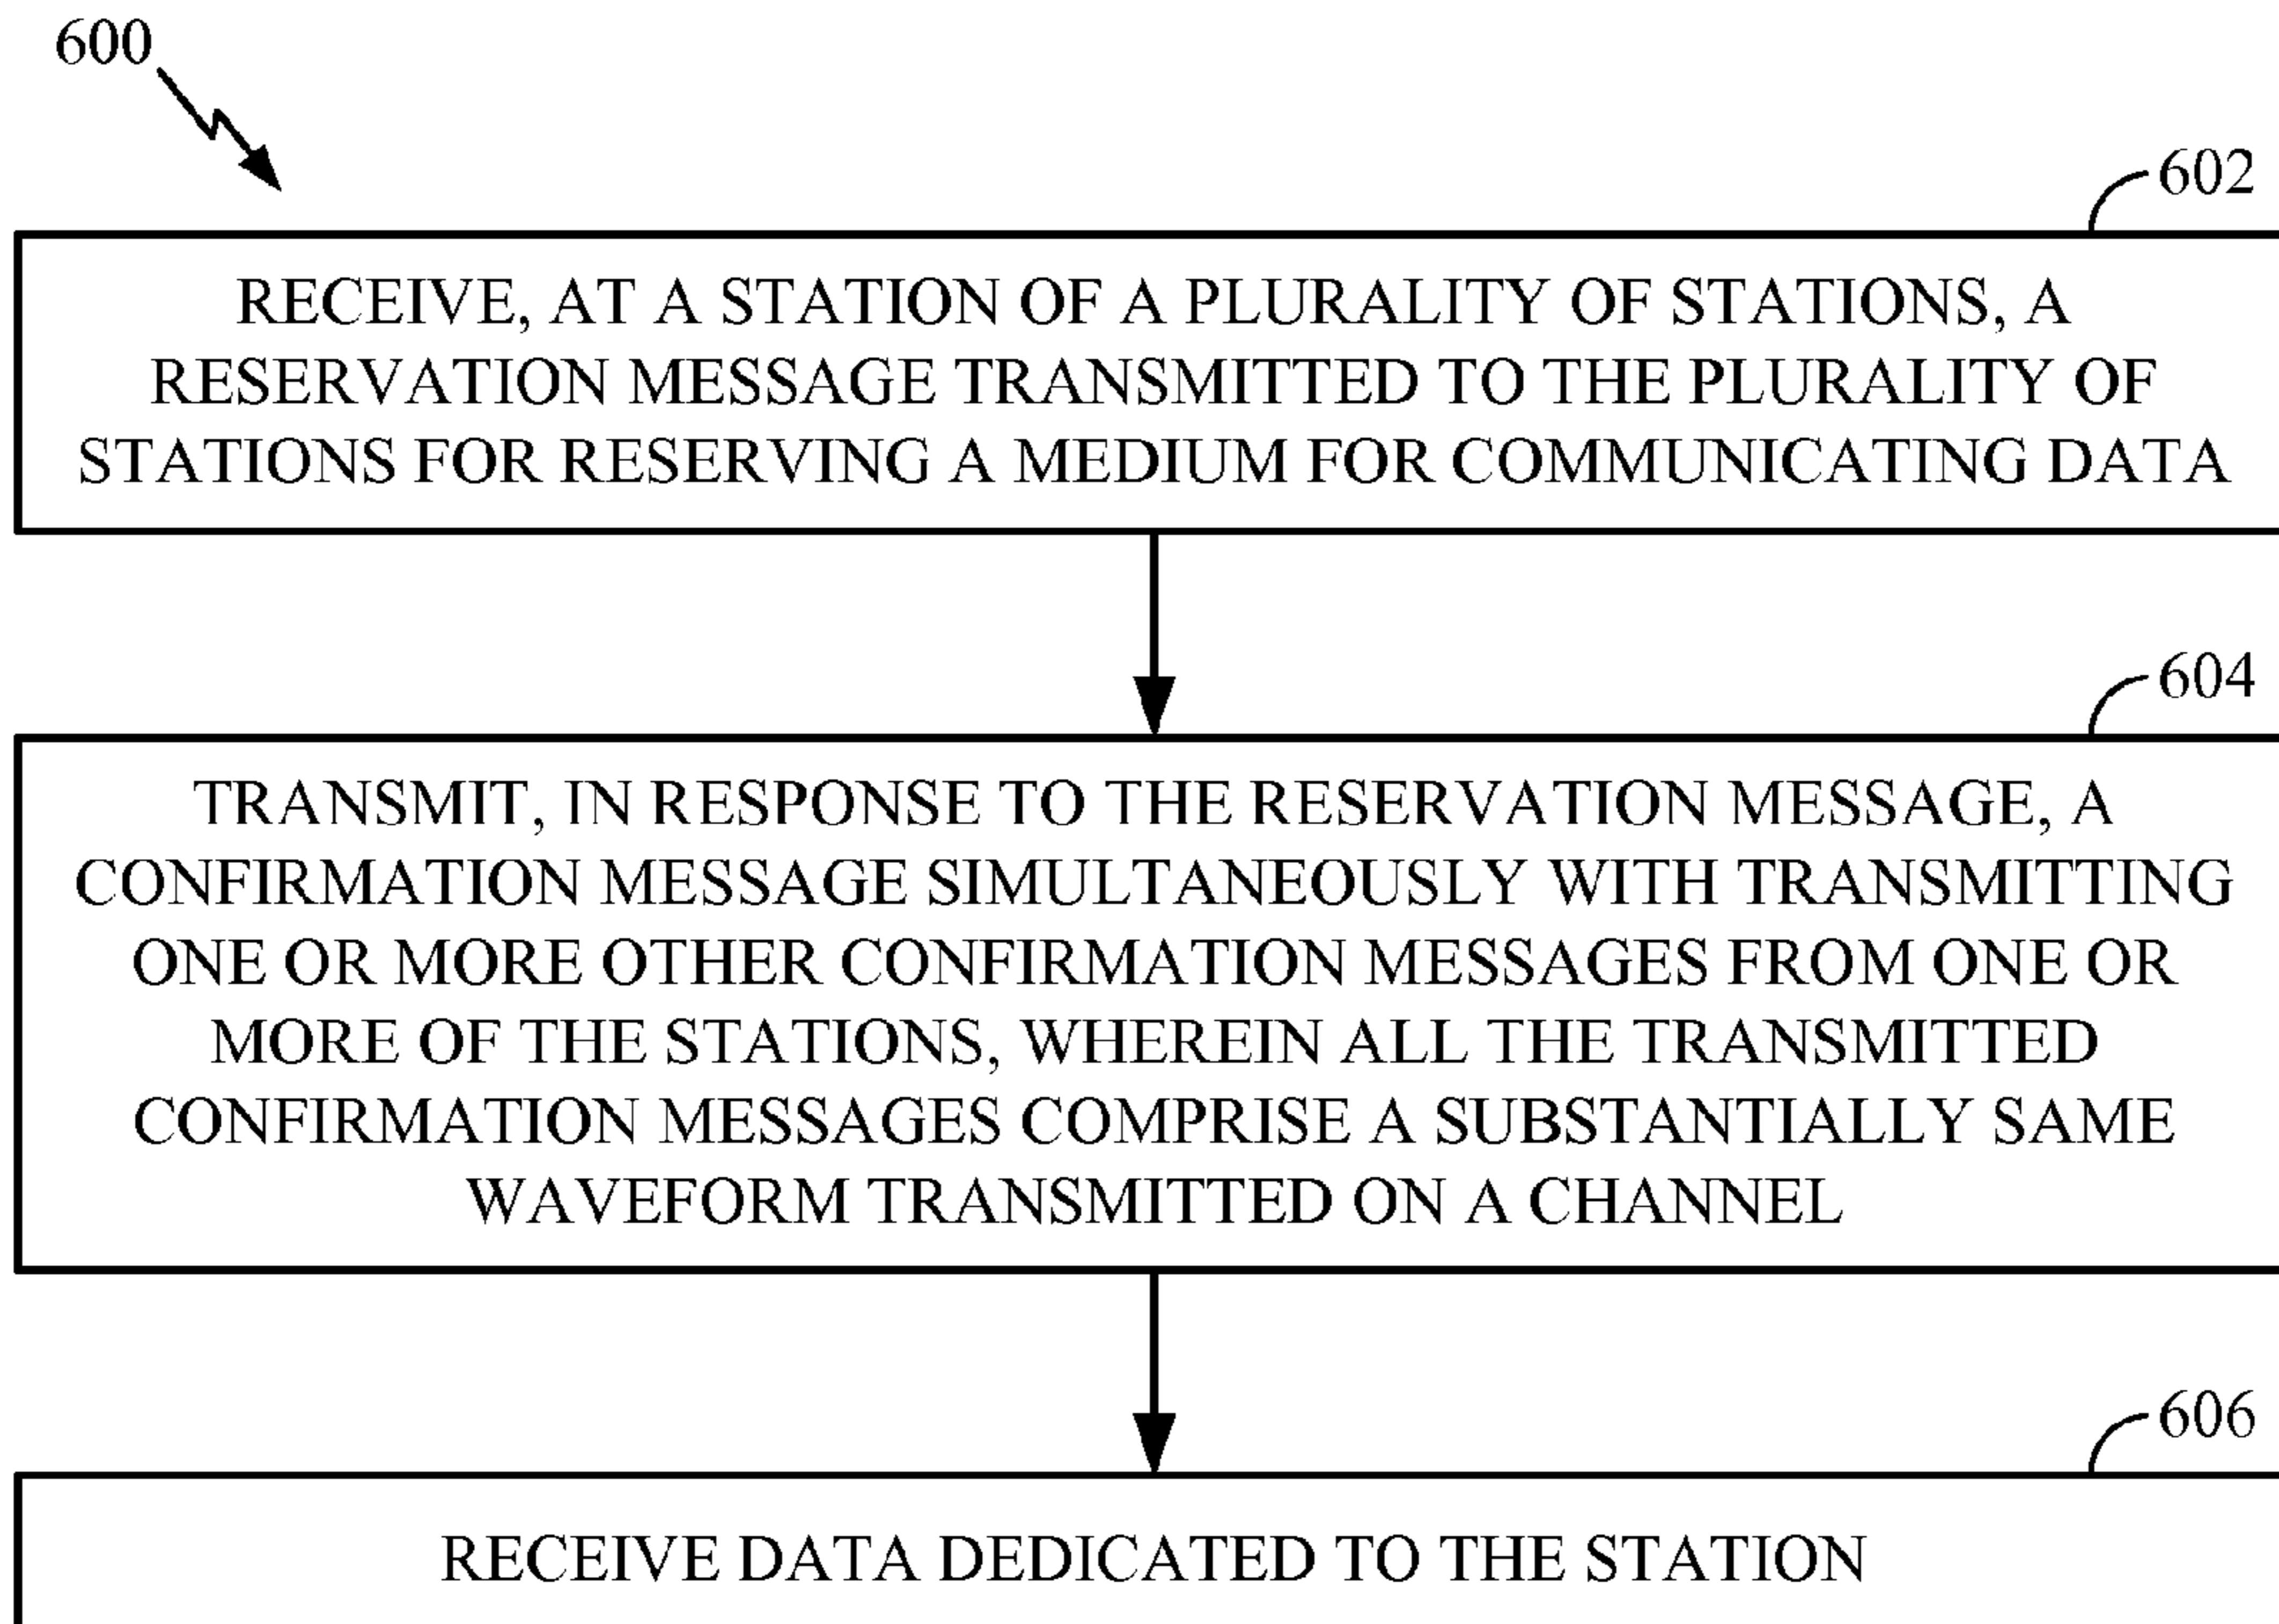 600
602
RECEIVE, AT A STATION OF A PLURALITY OF STATIONS, A
RESERVATION MESSAGE TRANSMITTED TO THE PLURALITY OF
STATIONS FOR RESERVING A MEDIUM FOR COMMUNICATING DATA
604
TRANSMIT, IN RESPONSE TO THE RESERVATION MESSAGE, A
CONFIRMATION MESSAGE SIMULTANEOUSLY WITH TRANSMITTING
ONE OR MORE OTHER CONFIRMATION MESSAGES FROM ONE OR
MORE OF THE STATIONS, WHEREIN ALL THE TRANSMITTED
CONFIRMATION MESSAGES COMPRISE A SUBSTANTIALLY SAME
WAVEFORM TRANSMITTED ON A CHANNEL
606
RECEIVE DATA DEDICATED TO THE STATION